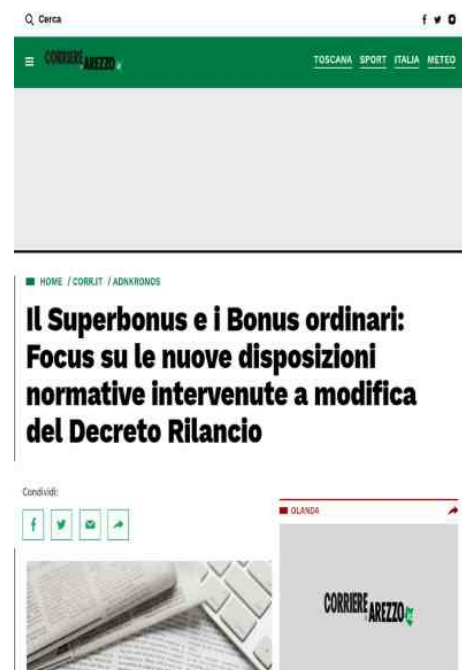 Cerca
CORRIERE AREZZO
TOSCANA SPORT ITALIA METEO
HOME / CORR.IT / ADNKRONOS
Il Superbonus e i Bonus ordinari:
Focus su le nuove disposizioni
normative intervenute a modifica
del Decreto Rilancio
Condividi:
OLANDA
CORRIERE AREZZO